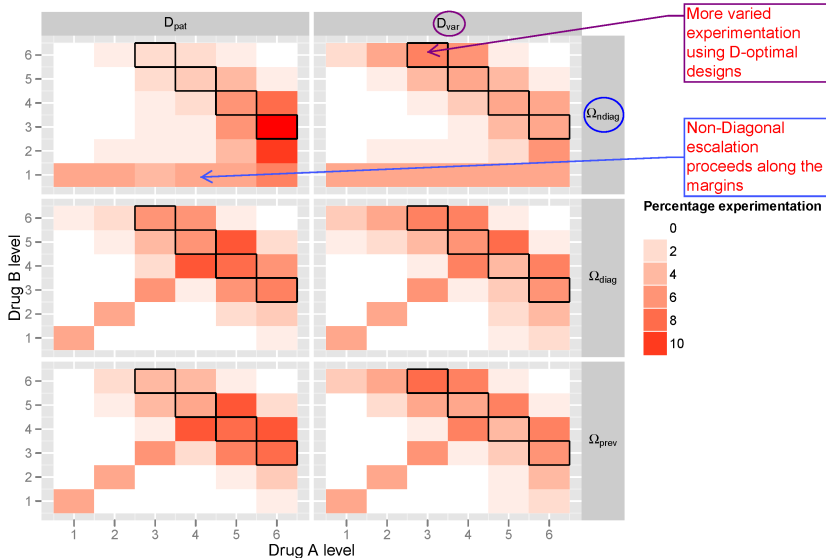 D_pat
D_var
More varied
experimentation
using D-optimal
designs
Drug B level
6
5
4
3
2
1
Ω_ndiag
Non-Diagonal
escalation
proceeds along the
margins
6
5
4
3
2
1
Ω_diag
Percentage experimentation
0
2
4
6
8
10
6
5
4
3
2
1
Ω_prev
1 2 3 4 5 6
1 2 3 4 5 6
Drug A level